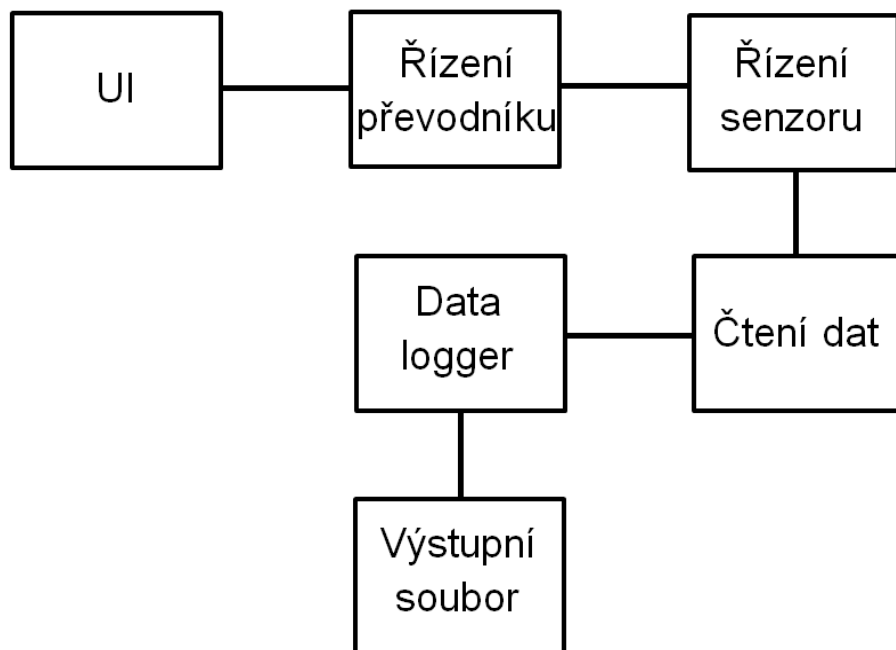 UI
Řízení
převodníku
Řízení
senzoru
Data
logger
Čtení dat
Výstupní
soubor